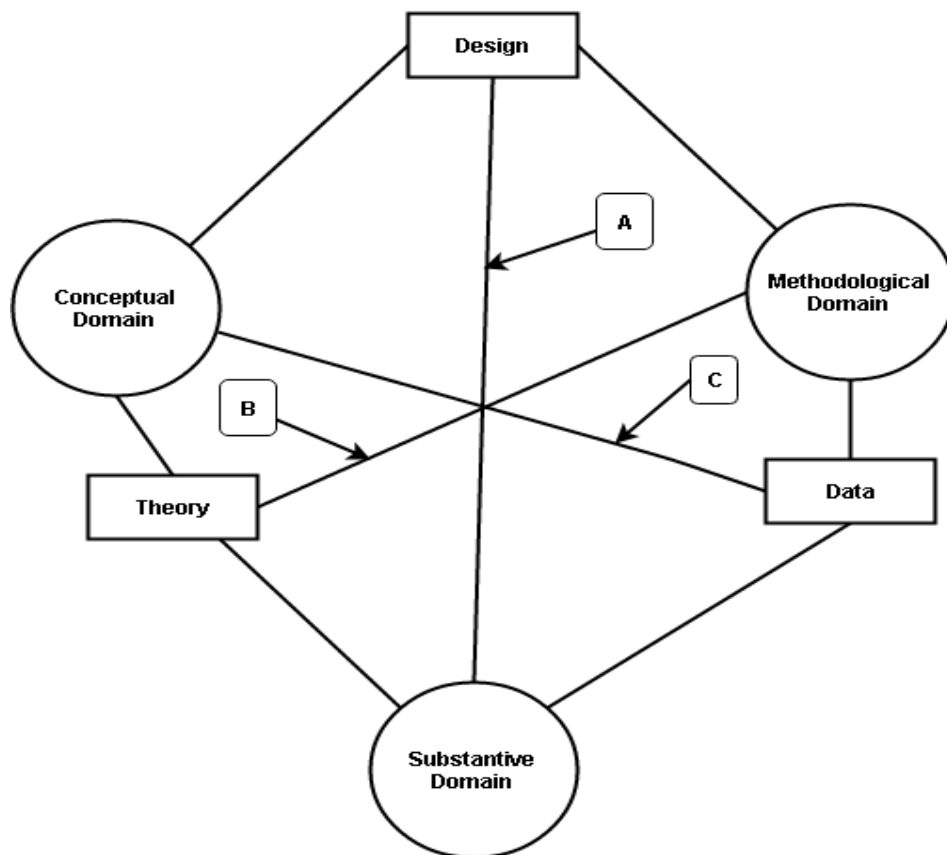 Design
A
Conceptual
Domain
Methodological
Domain
B
C
Theory
Data
Substantive
Domain